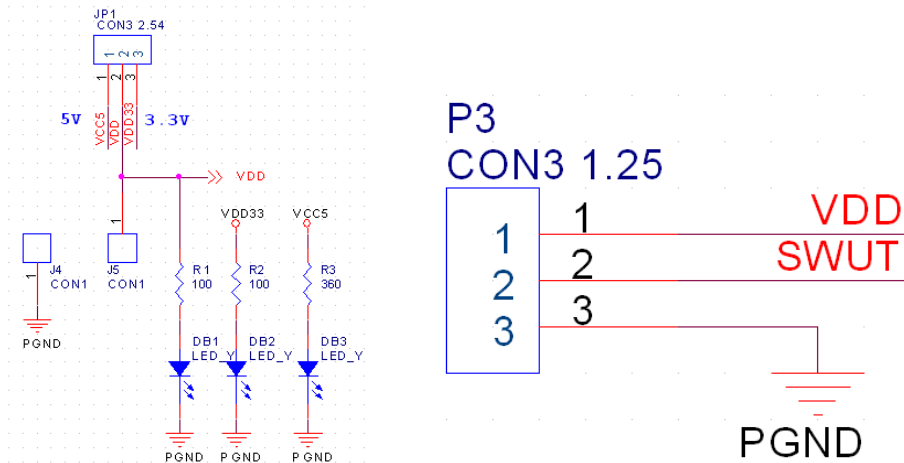 JP1
CON3 2.54
1 2 3
1 2 3
5V
VCC5
VDD
VDD33
3.3V
VDD
1
J4
CON1
1
PGND
J5
CON1
VDD33
VCC5
R1
100
R2
100
R3
360
DB1
LED_Y
DB2
LED_Y
DB3
LED_Y
PGND
PGND
PGND
P3
CON3 1.25
1 1 VDD
2 2 SWUT
3 3
PGND